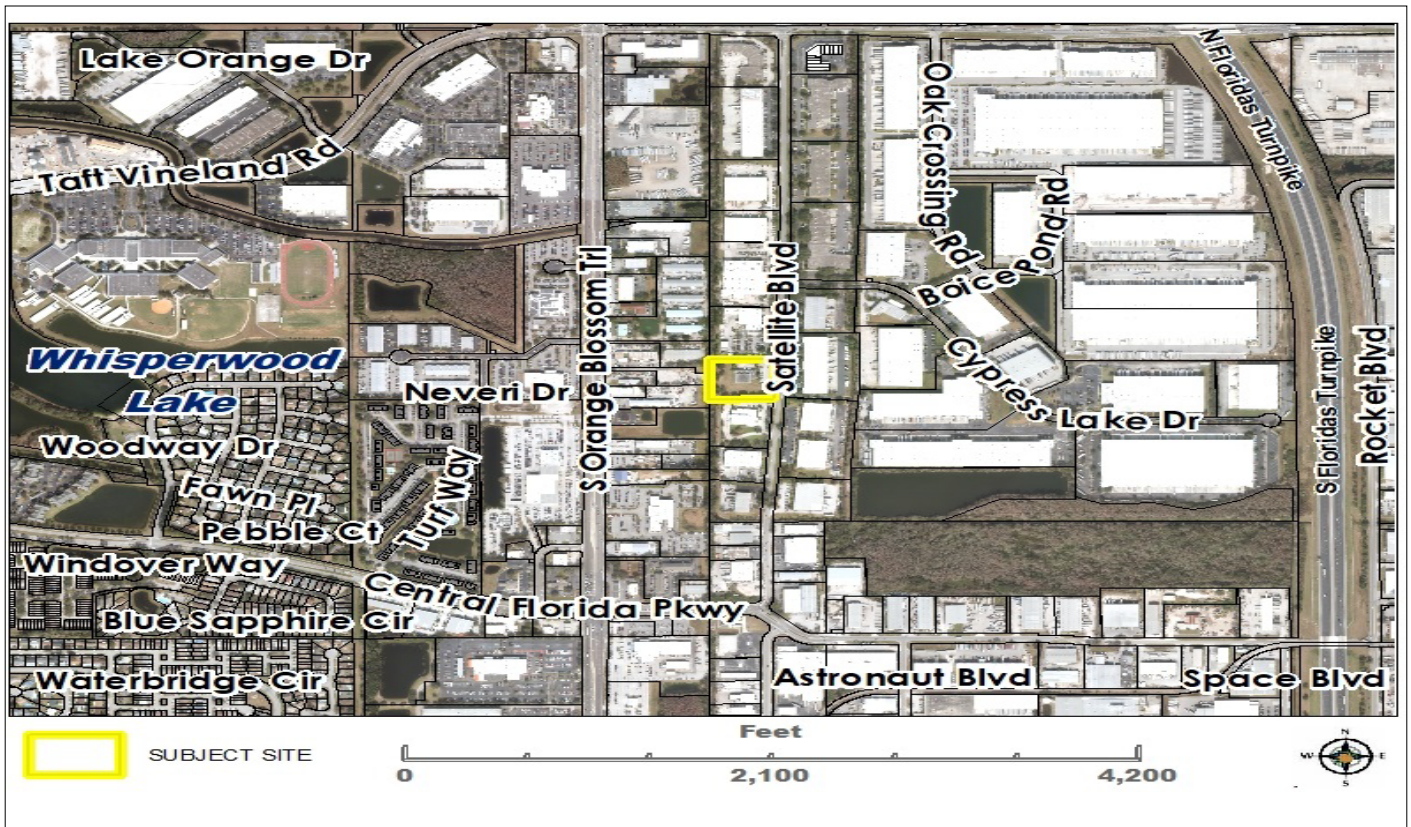 Lake Orange Dr
Taft Vineland Rd
Whisperwood
Lake
Woodway Dr
Fawn Pl
Pebble Ct
Windover Way
Blue Sapphire Cir
Waterbridge Cir
Neveri Dr
Turf Way
Central Florida Pkwy
S Orange Blossom Trl
Satellite Blvd
Oak Crossing Rd
Boice Pond Rd
Cypress Lake Dr
Astronaut Blvd
Space Blvd
N Floridas Turnpike
S Floridas Turnpike
Rocket Blvd
SUBJECT SITE
Feet
0 2,100 4,200
N
W E
S